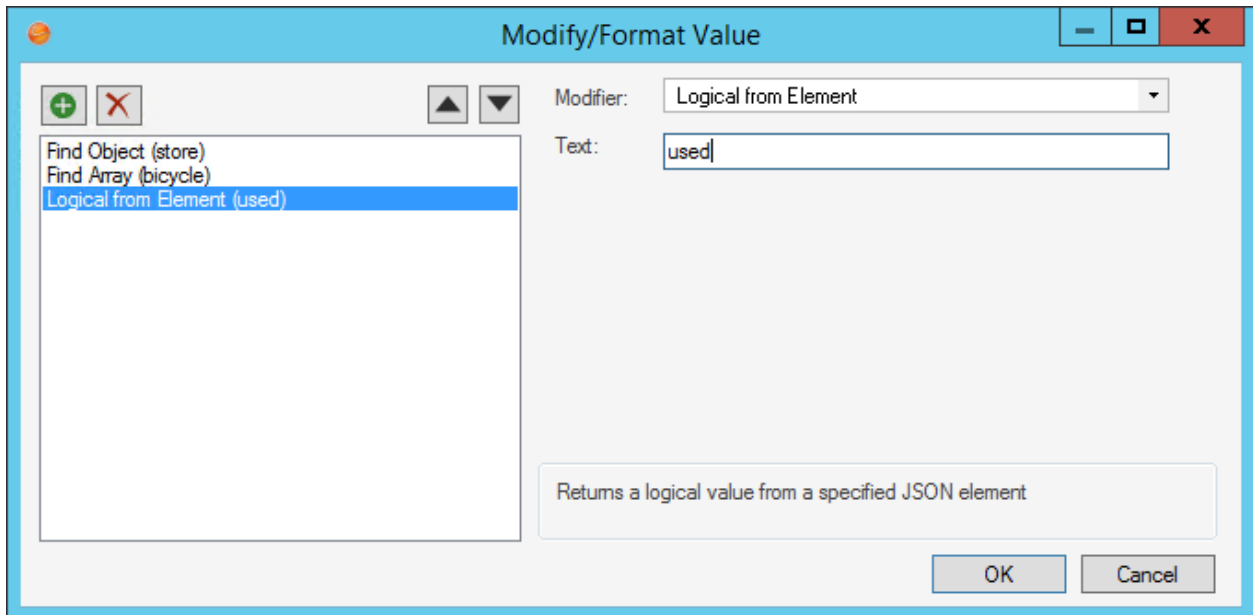 Modify/Format Value
Find Object (store)
Find Array (bicycle)
Logical from Element (used)
Modifier: Logical from Element
Text: used
Returns a logical value from a specified JSON element
OK Cancel